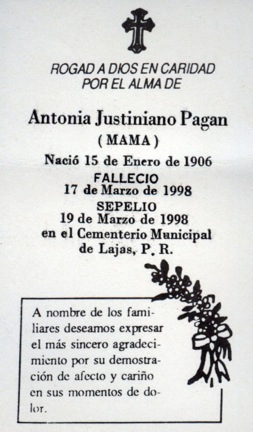 ROGAD A DIOS EN CARIDAD
POR EL ALMA DE
Antonia Justiniano Pagan
( MAMA )
Nació 15 de Enero de 1906
FALLECIO
17 de Marzo de 1998
SEPELIO
19 de Marzo de 1998
en el Cementerio Municipal
de Lajas, P. R.
A nombre de los fami-
liares deseamos expresar
el más sincero agradeci-
miento por su demostra-
ción de afecto y cariño
en sus momentos de do-
lor.